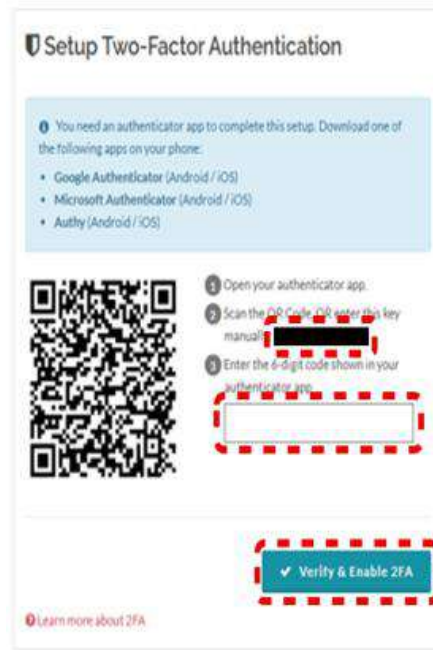 Setup Two-Factor Authentication
You need an authenticator app to complete this setup. Download one of
the following apps on your phone:
• Google Authenticator (Android / iOS)
• Microsoft Authenticator (Android / iOS)
• Authy (Android / iOS)
1 Open your authenticator app.
2 Scan the QR Code, OR enter this key
manually
3 Enter the 6-digit code shown in your
authenticator app
Verify & Enable 2FA
Learn more about 2FA